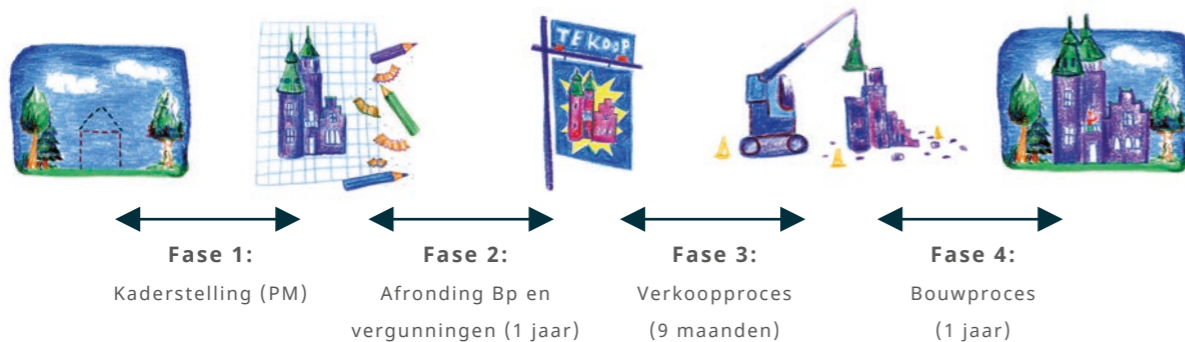 TE KOOP
Fase 1:
Kaderstelling (PM)
Fase 2:
Afronding Bp en
vergunningen (1 jaar)
Fase 3:
Verkoopproces
(9 maanden)
Fase 4:
Bouwproces
(1 jaar)